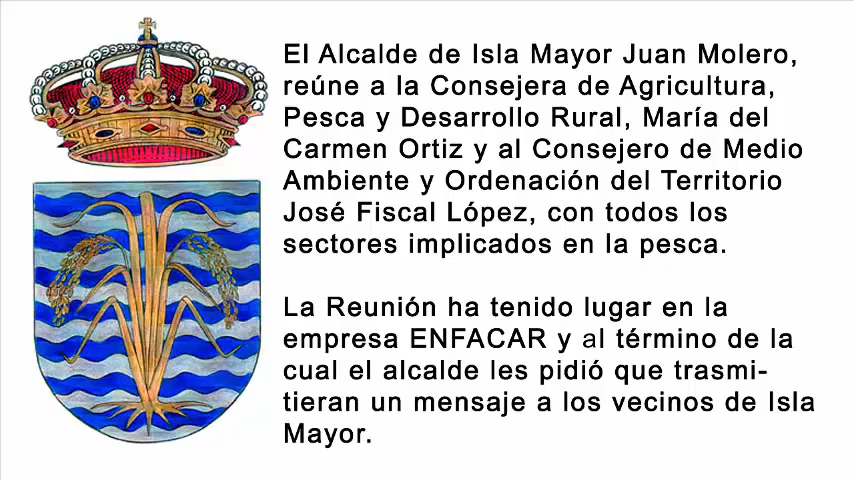 El Alcalde de Isla Mayor Juan Molero,
reúne a la Consejera de Agricultura,
Pesca y Desarrollo Rural, María del
Carmen Ortiz y al Consejero de Medio
Ambiente y Ordenación del Territorio
José Fiscal López, con todos los
sectores implicados en la pesca.
La Reunión ha tenido lugar en la
empresa ENFACAR y al término de la
cual el alcalde les pidió que trasmi-
tieran un mensaje a los vecinos de Isla
Mayor.